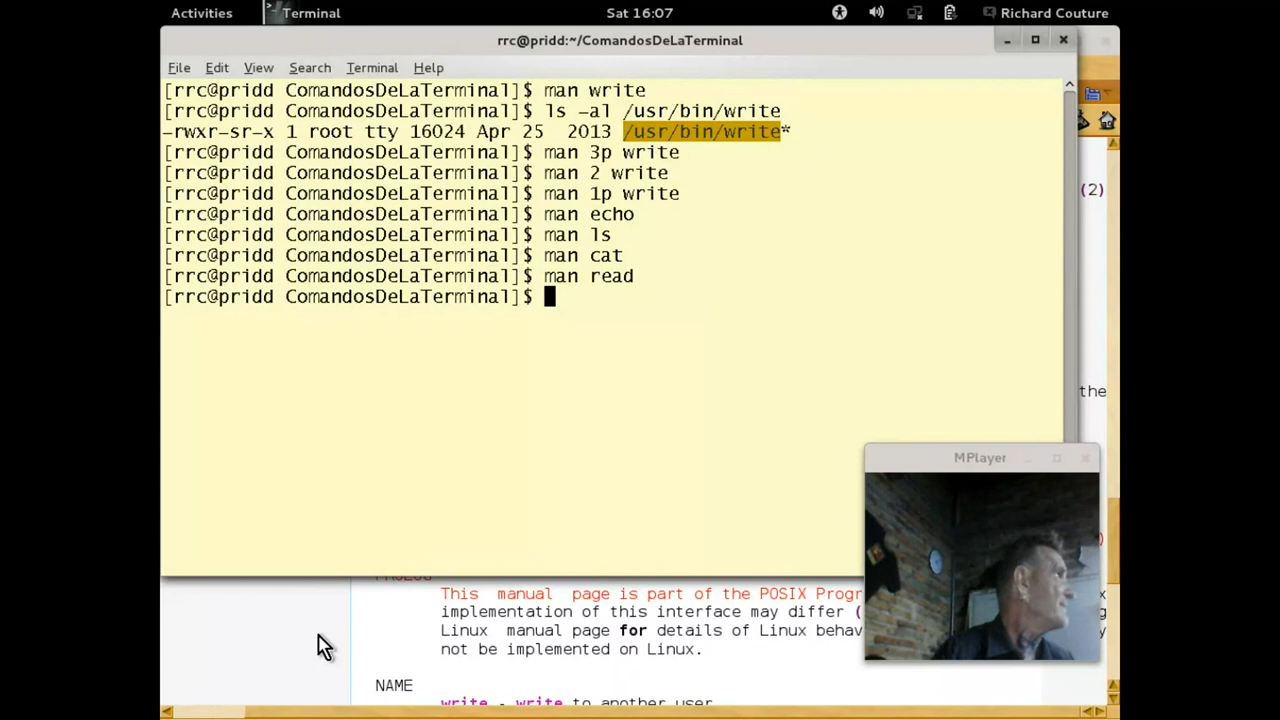 Activities Terminal Sat 16:07 Richard Couture
rrc@pridd:~/ComandosDeLaTerminal
File Edit View Search Terminal Help
[rrc@pridd ComandosDeLaTerminal]$ man write
[rrc@pridd ComandosDeLaTerminal]$ ls -al /usr/bin/write
-rwxr-sr-x 1 root tty 16024 Apr 25  2013 /usr/bin/write*
[rrc@pridd ComandosDeLaTerminal]$ man 3p write
[rrc@pridd ComandosDeLaTerminal]$ man 2 write
[rrc@pridd ComandosDeLaTerminal]$ man 1p write
[rrc@pridd ComandosDeLaTerminal]$ man echo
[rrc@pridd ComandosDeLaTerminal]$ man ls
[rrc@pridd ComandosDeLaTerminal]$ man cat
[rrc@pridd ComandosDeLaTerminal]$ man read
[rrc@pridd ComandosDeLaTerminal]$
(2)
the
MPlayer
This manual page is part of the POSIX Progr
implementation of this interface may differ (
Linux manual page for details of Linux behav
not be implemented on Linux.
NAME
write - write to another user